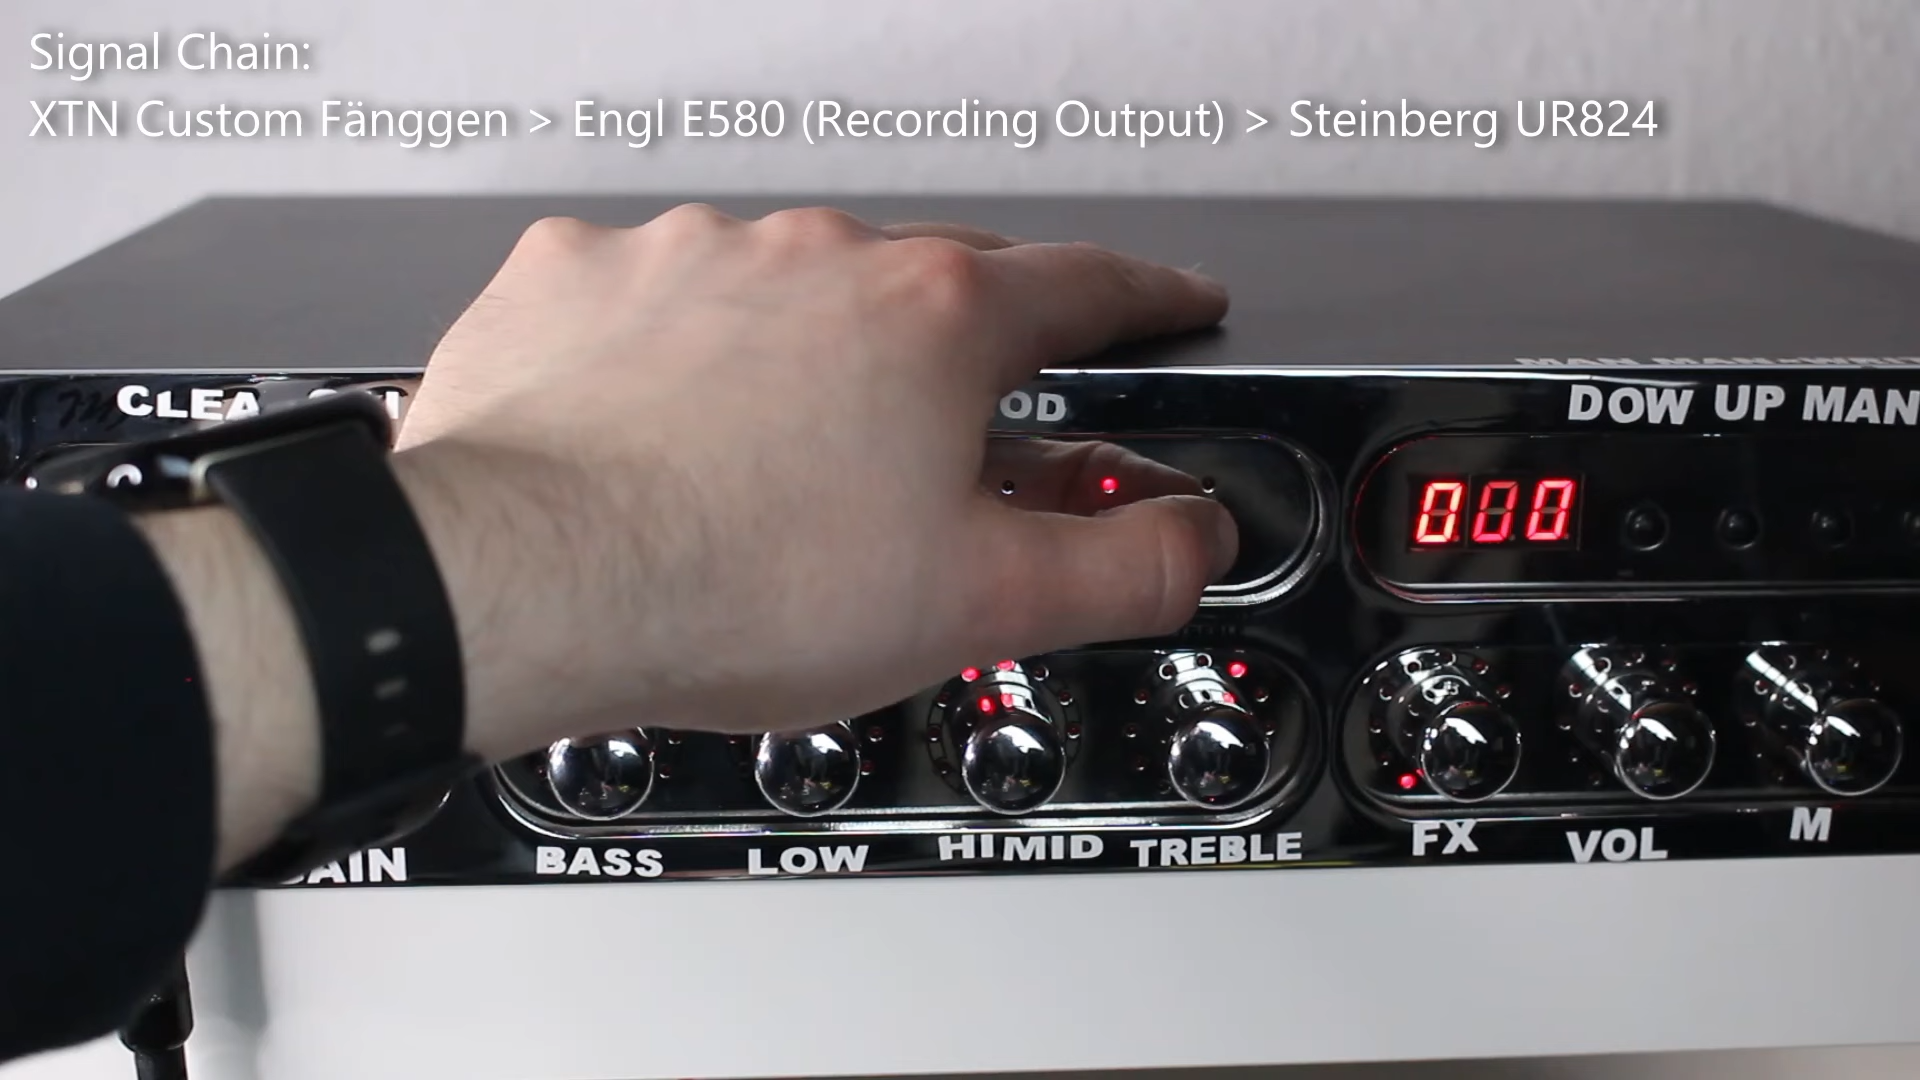 Signal Chain:
XTN Custom Fänggen > Engl E580 (Recording Output) > Steinberg UR824
CLEA
OD
DOW UP MAN
000
AIN BASS LOW HI MID TREBLE FX VOL M